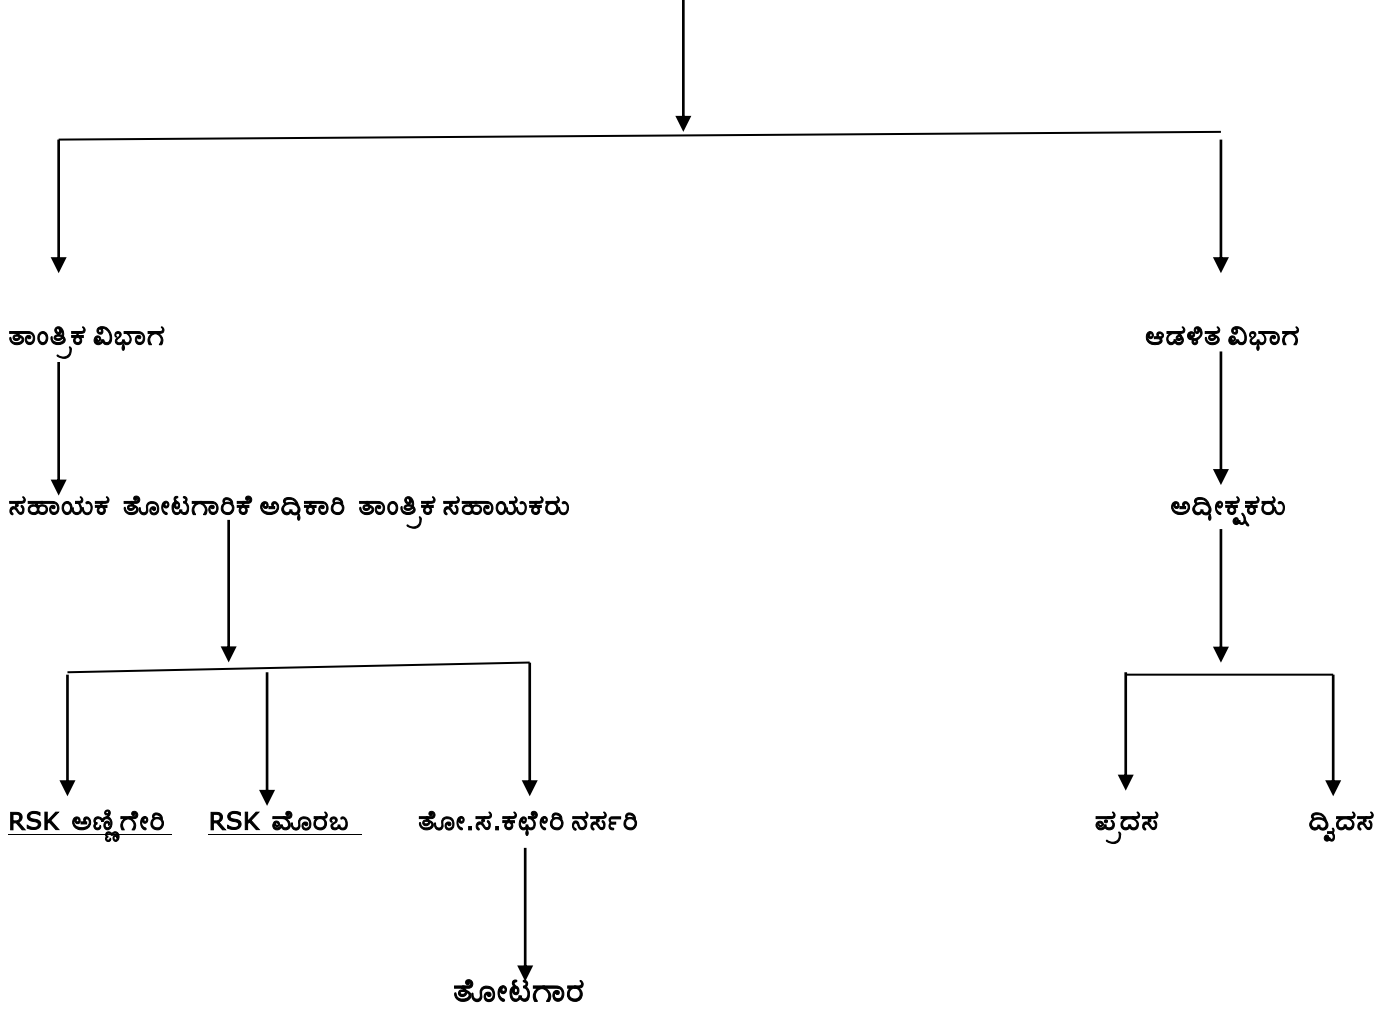 ತಾಂತ್ರಿಕ ವಿಭಾಗ
ಆಡಳಿತ ವಿಭಾಗ
ಸಹಾಯಕ ತೋಟಗಾರಿಕೆ ಅಧಿಕಾರಿ ತಾಂತ್ರಿಕ ಸಹಾಯಕರು
ಅಧೀಕ್ಷಕರು
RSK ಅಣ್ಣಿಗೇರಿ
RSK ಮೊರಬ
ತೋ.ಸ.ಕಛೇರಿ ನರ್ಸರಿ
ಪ್ರದಸ
ದ್ವಿದಸ
ತೋಟಗಾರ